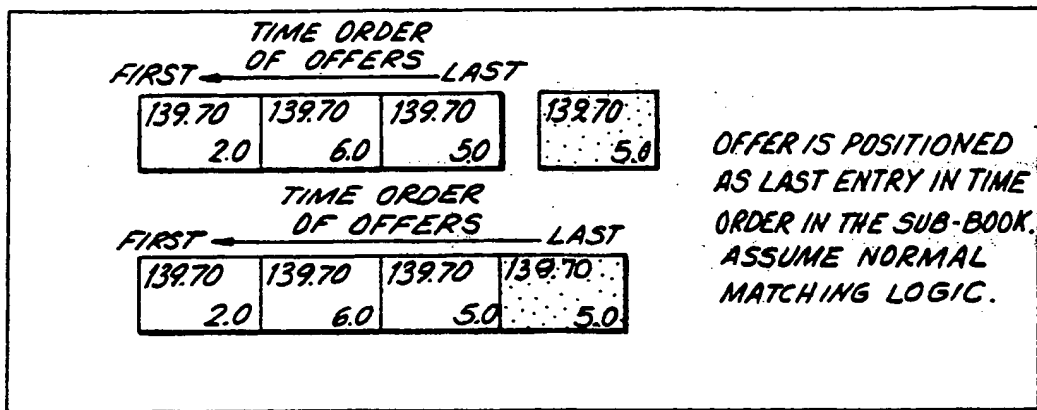 TIME ORDER
OF OFFERS
FIRST LAST
139.70 139.70 139.70 139.70
2.0 6.0 5.0 5.0
TIME ORDER
OF OFFERS
FIRST LAST
139.70 139.70 139.70 139.70
2.0 6.0 5.0 5.0
OFFER IS POSITIONED
AS LAST ENTRY IN TIME
ORDER IN THE SUB-BOOK.
ASSUME NORMAL
MATCHING LOGIC.